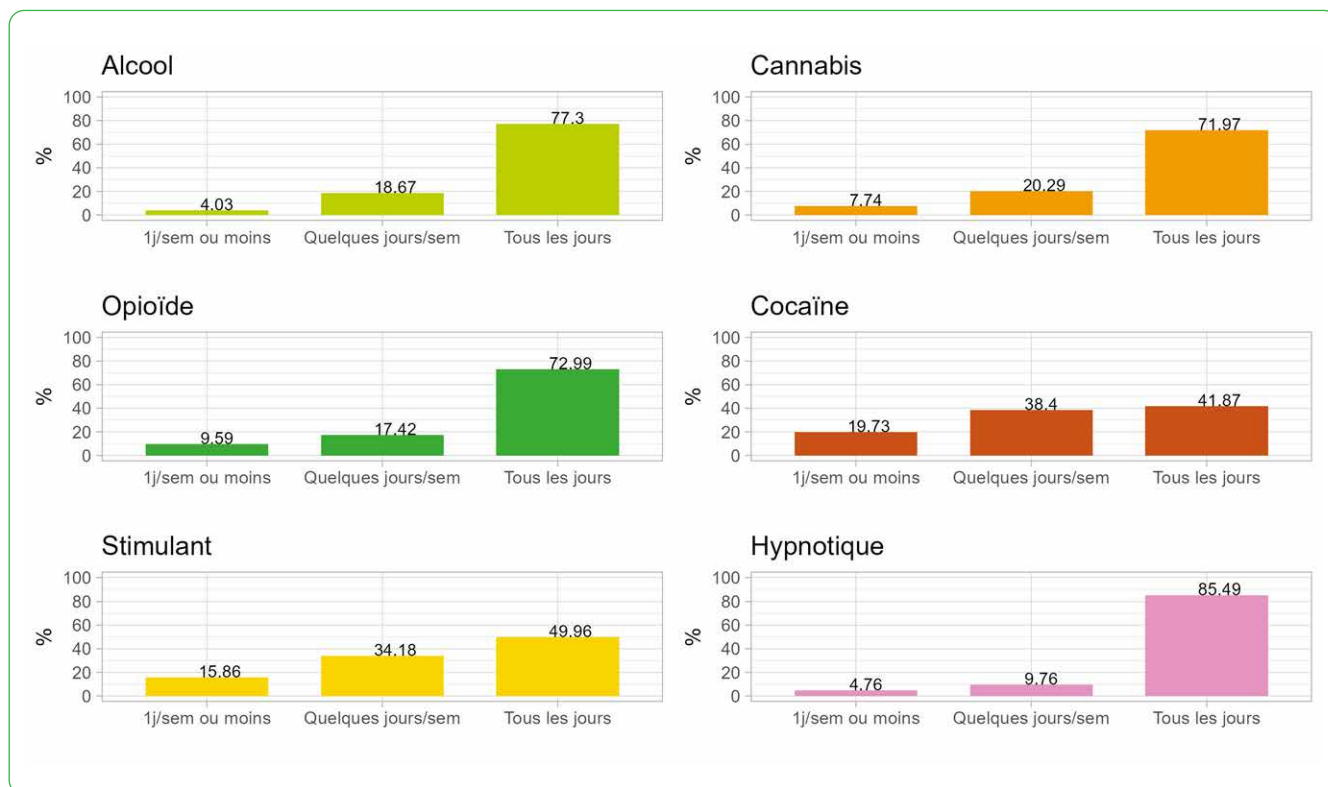 Alcool
100
80
60
40
20
0
%
4.03
18.67
77.3
1j/sem ou moins
Quelques jours/sem
Tous les jours
Cannabis
100
80
60
40
20
0
%
7.74
20.29
71.97
1j/sem ou moins
Quelques jours/sem
Tous les jours
Opioïde
100
80
60
40
20
0
%
9.59
17.42
72.99
1j/sem ou moins
Quelques jours/sem
Tous les jours
Cocaïne
100
80
60
40
20
0
%
19.73
38.4
41.87
1j/sem ou moins
Quelques jours/sem
Tous les jours
Stimulant
100
80
60
40
20
0
%
15.86
34.18
49.96
1j/sem ou moins
Quelques jours/sem
Tous les jours
Hypnotique
100
80
60
40
20
0
%
4.76
9.76
85.49
1j/sem ou moins
Quelques jours/sem
Tous les jours